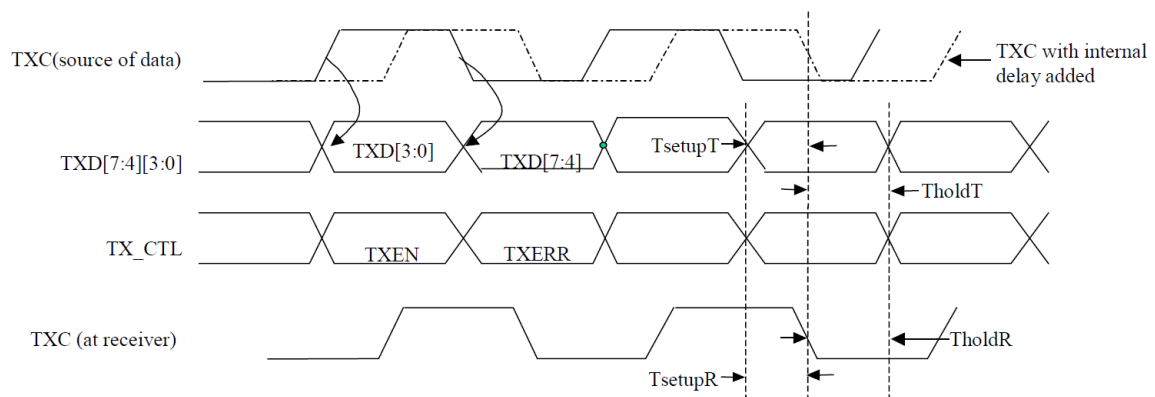 TXC(source of data)
TXC with internal
delay added
TXD[7:4][3:0]
TXD[3:0]
TXD[7:4]
TsetupT
TholdT
TX_CTL
TXEN
TXERR
TXC (at receiver)
TholdR
TsetupR